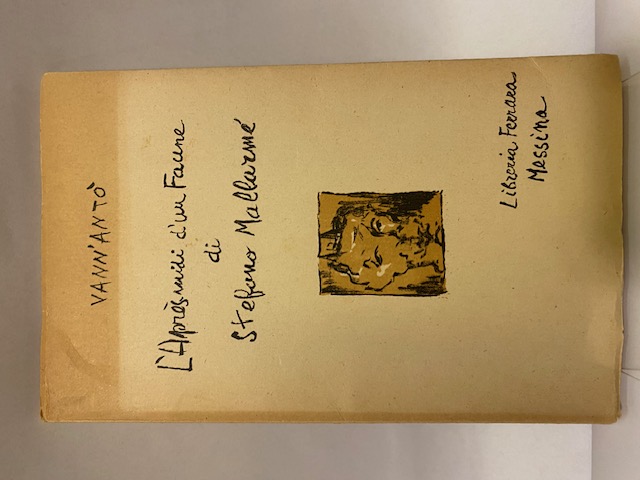 VANN'ANTÒ
L'Après midi d'un Faune
di
Stefano Mallarmé
Libreria Ferrara
Messina